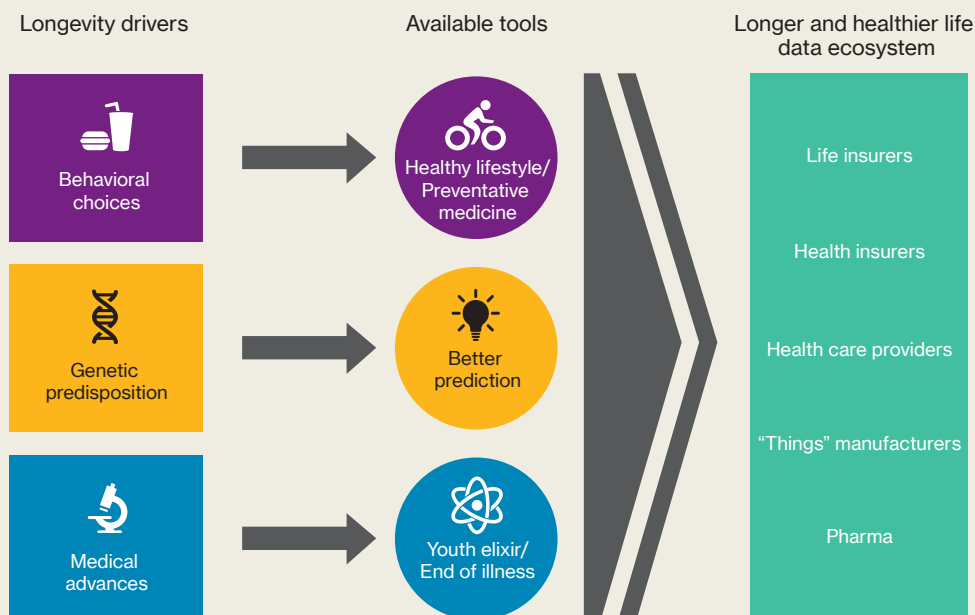 Longevity drivers
Available tools
Longer and healthier life
data ecosystem
Behavioral
choices
Healthy lifestyle/
Preventative
medicine
Genetic
predisposition
Better
prediction
Medical
advances
Youth elixir/
End of illness
Life insurers
Health insurers
Health care providers
“Things” manufacturers
Pharma